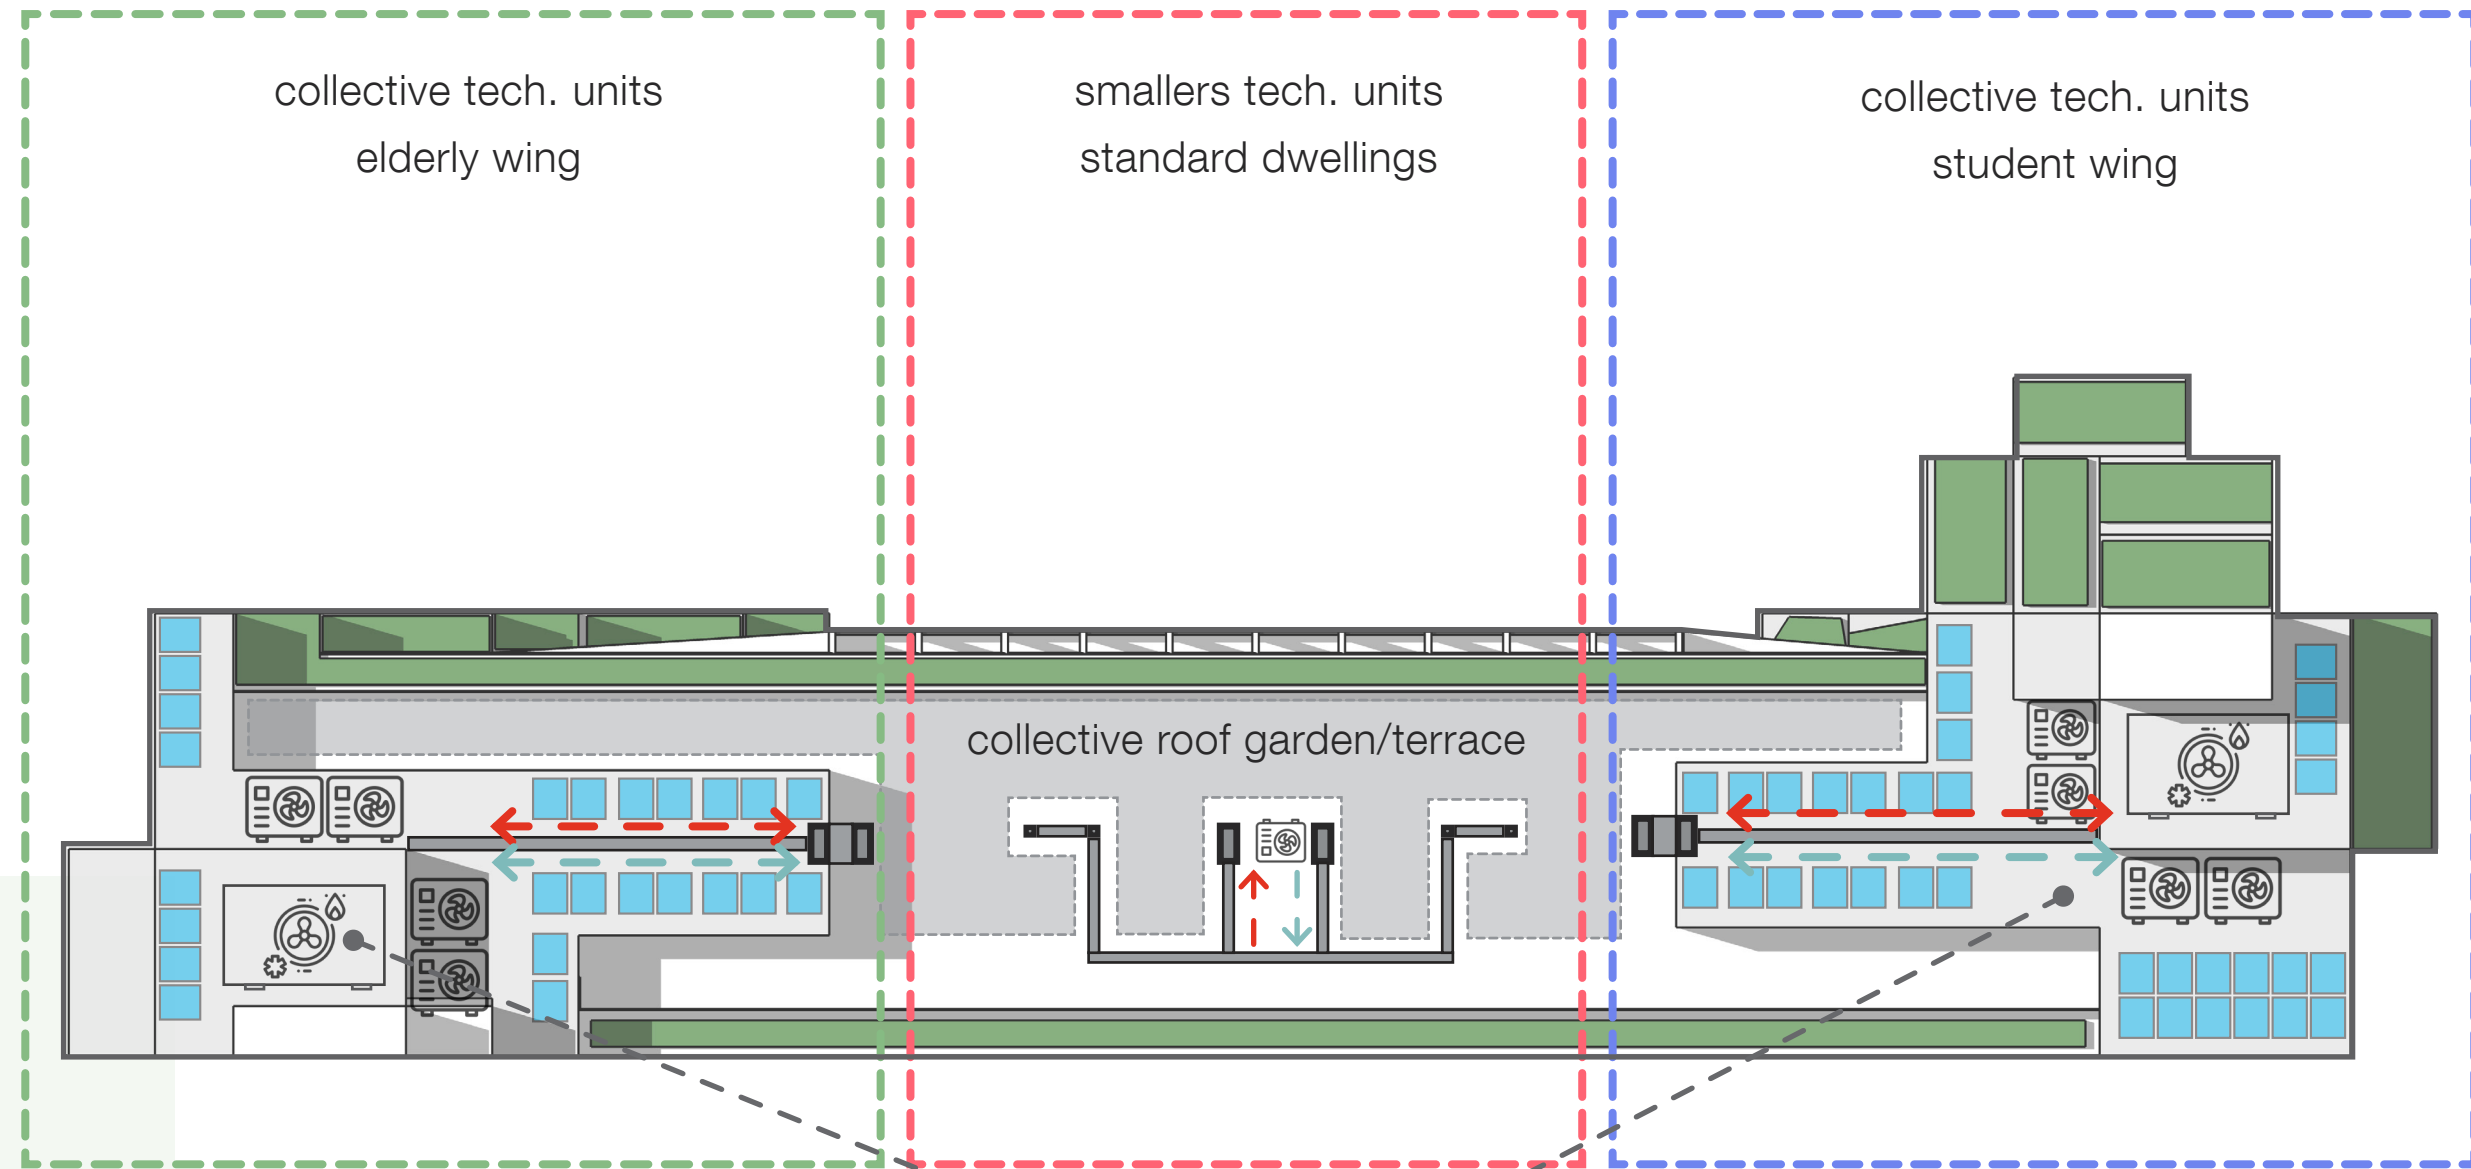 collective tech. units
elderly wing
smallers tech. units
standard dwellings
collective tech. units
student wing
collective roof garden/terrace